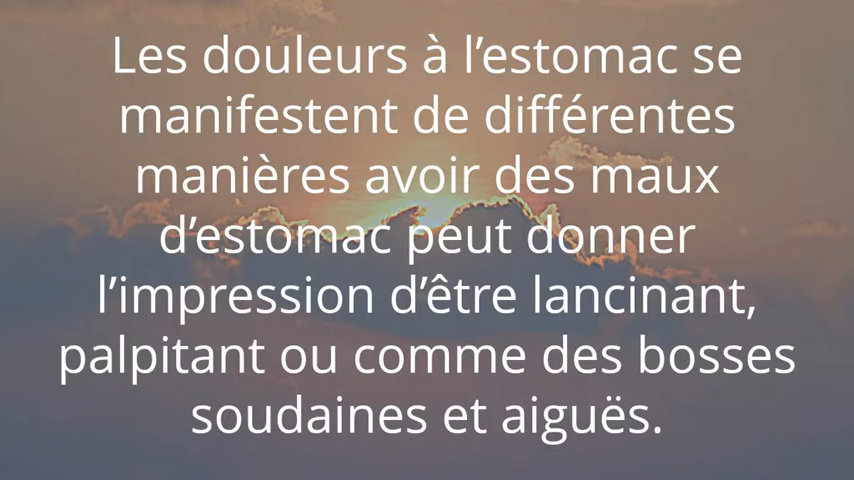 Les douleurs à l’estomac se
manifestent de différentes
manières avoir des maux
d’estomac peut donner
l’impression d’être lancinant,
palpitant ou comme des bosses
soudaines et aiguës.